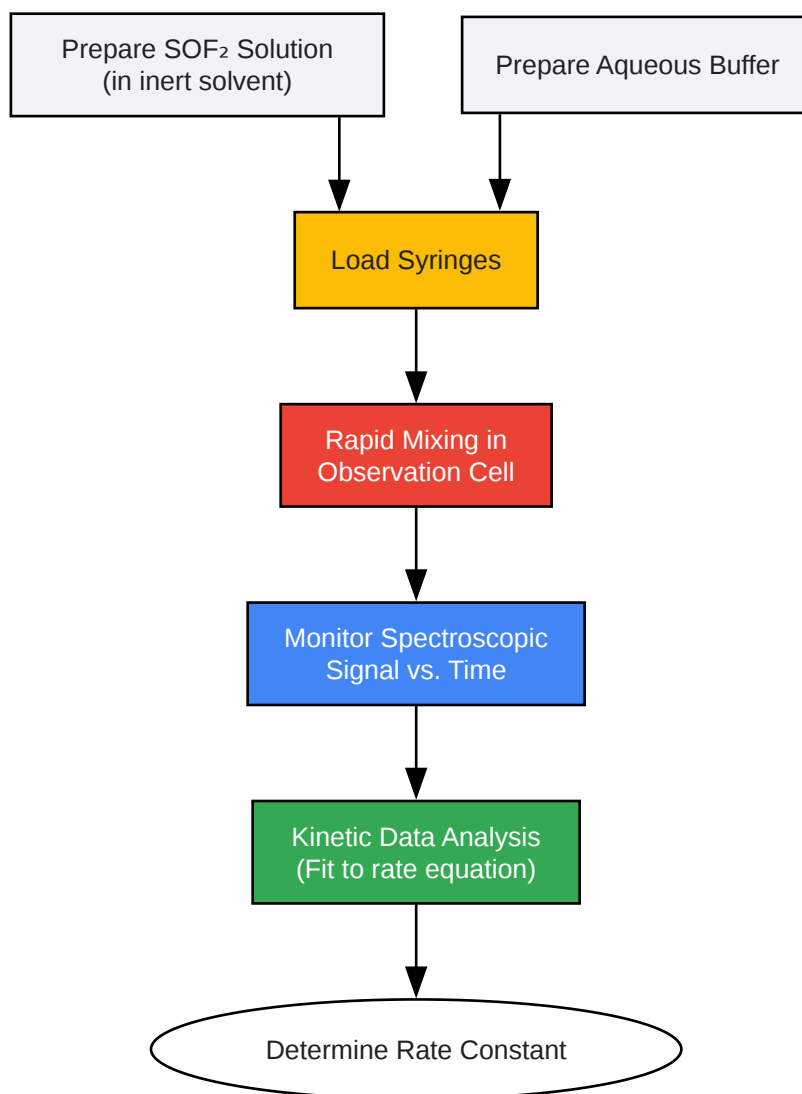 Prepare SOF₂ Solution
(in inert solvent)
Prepare Aqueous Buffer
Load Syringes
Rapid Mixing in
Observation Cell
Monitor Spectroscopic
Signal vs. Time
Kinetic Data Analysis
(Fit to rate equation)
Determine Rate Constant